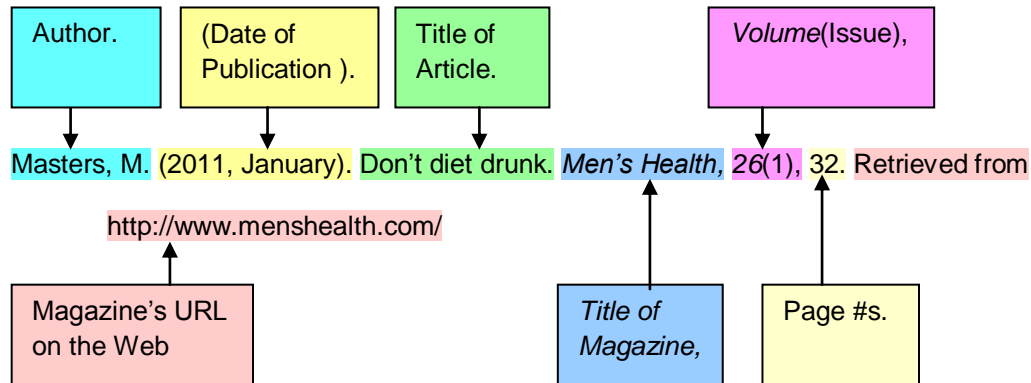 Author.
(Date of
Publication ).
Title of
Article.
Volume(Issue),
Masters, M. (2011, January). Don’t diet drunk. Men’s Health, 26(1), 32. Retrieved from
http://www.menshealth.com/
Magazine’s URL
on the Web
Title of
Magazine,
Page #s.